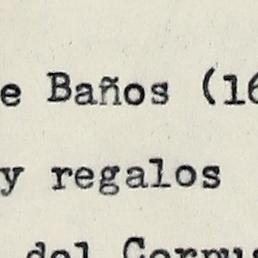 e Baños (16
y regalos
del Corpus